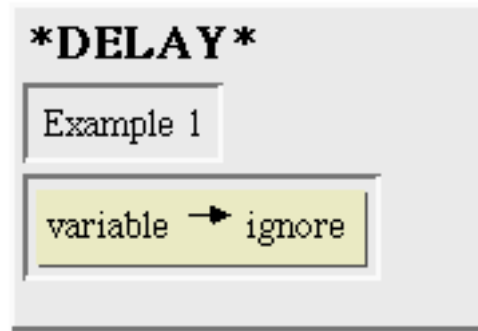 *DELAY*
Example 1
variable → ignore